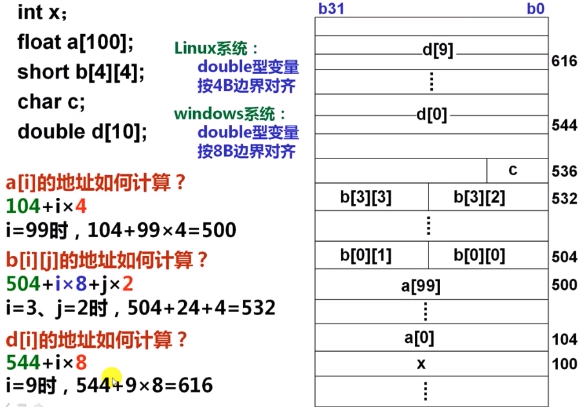 int x;
float a[100];
short b[4][4];
char c;
double d[10];
Linux系统：
double型变量
按4B边界对齐
windows系统：
double型变量
按8B边界对齐
a[i]的地址如何计算？
104+i×4
i=99时，104+99×4=500
b[i][j]的地址如何计算？
504+i×8+j×2
i=3、j=2时，504+24+4=532
d[i]的地址如何计算？
544+i×8
i=9时，544+9×8=616
b31 b0
d[9] 616
d[0] 544
c 536
b[3][3] b[3][2] 532
b[0][1] b[0][0] 504
a[99] 500
a[0] 104
x 100